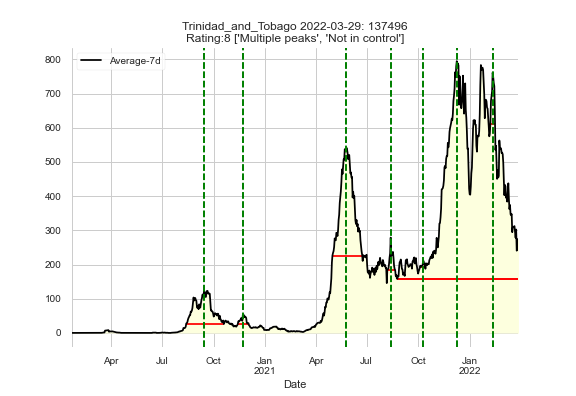 Trinidad_and_Tobago 2022-03-29: 137496
Rating:8 ['Multiple peaks', 'Not in control']
Average-7d
800
700
600
500
400
300
200
100
0
Apr Jul Oct Jan Apr Jul Oct Jan
2021 2022
Date